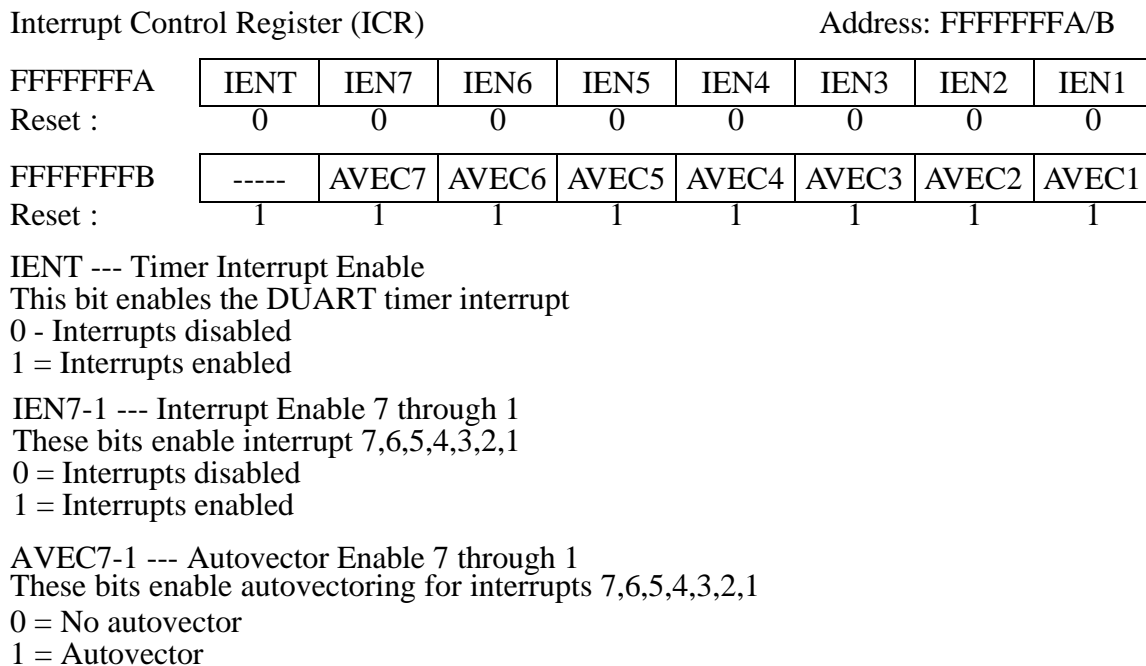 Interrupt Control Register (ICR) Address: FFFFFFFA/B
FFFFFFFA IENT IEN7 IEN6 IEN5 IEN4 IEN3 IEN2 IEN1
Reset : 0 0 0 0 0 0 0 0
FFFFFFFB ----- AVEC7 AVEC6 AVEC5 AVEC4 AVEC3 AVEC2 AVEC1
Reset : 1 1 1 1 1 1 1 1
IENT --- Timer Interrupt Enable
This bit enables the DUART timer interrupt
0 - Interrupts disabled
1 = Interrupts enabled
IEN7-1 --- Interrupt Enable 7 through 1
These bits enable interrupt 7,6,5,4,3,2,1
0 = Interrupts disabled
1 = Interrupts enabled
AVEC7-1 --- Autovector Enable 7 through 1
These bits enable autovectoring for interrupts 7,6,5,4,3,2,1
0 = No autovector
1 = Autovector